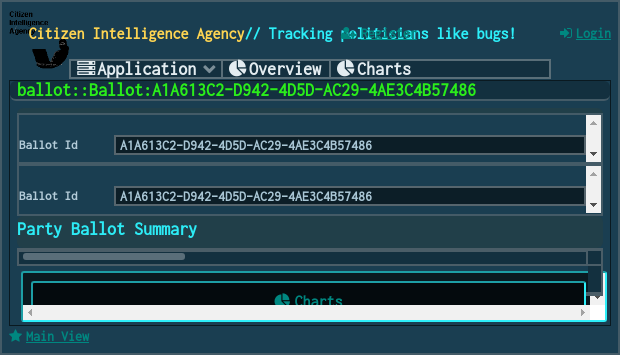 Citizen
Intelligence
Agency
Citizen Intelligence Agency// Tracking politicians like bugs!
Login
Application Overview Charts
ballot::Ballot:A1A613C2-D942-4D5D-AC29-4AE3C4B57486
Ballot Id A1A613C2-D942-4D5D-AC29-4AE3C4B57486
Ballot Id A1A613C2-D942-4D5D-AC29-4AE3C4B57486
Party Ballot Summary
Charts
Main View